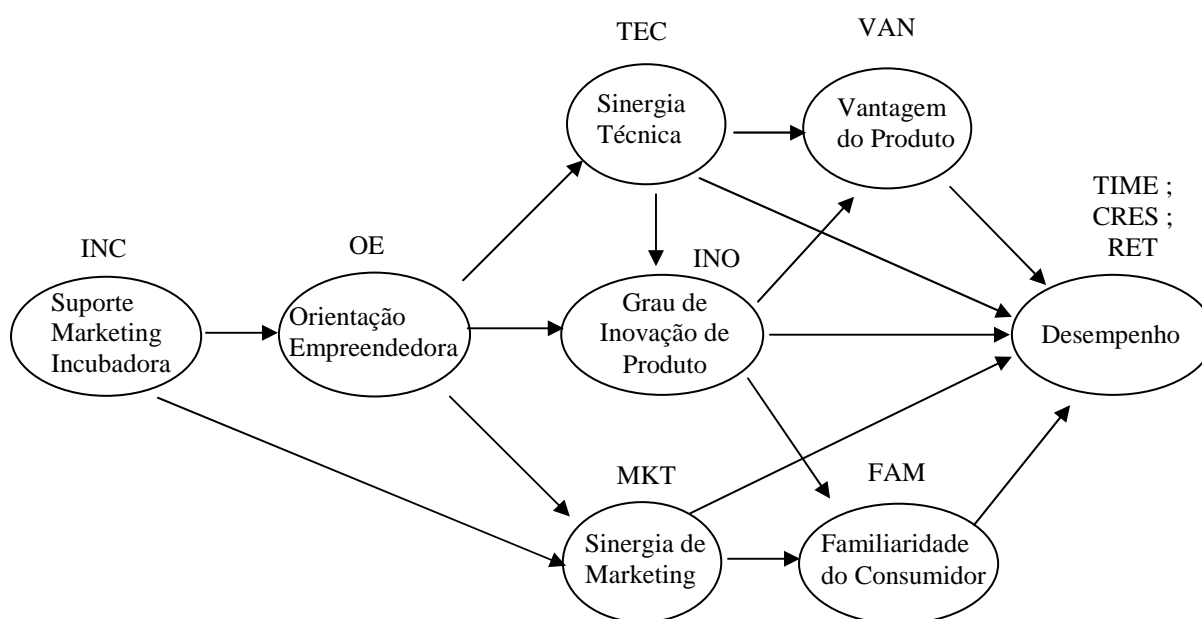 TEC
VAN
Sinergia
Técnica
Vantagem
do Produto
TIME ;
CRES ;
RET
INC
OE
INO
Suporte
Marketing
Incubadora
Orientação
Empreendedora
Grau de
Inovação de
Produto
Desempenho
MKT
FAM
Sinergia de
Marketing
Familiaridade
do Consumidor